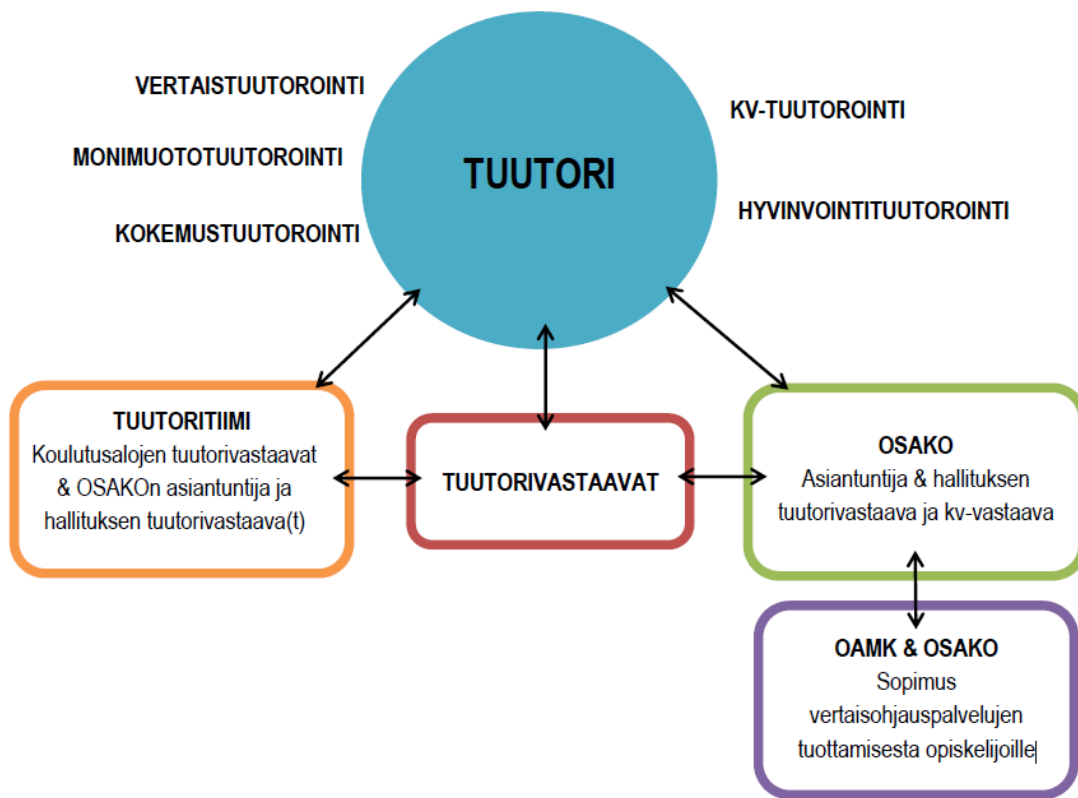 VERTAISTUUTOROINTI
MONIMUOTOTUUTOROINTI
KOKEMUSTUUTOROINTI
TUUTORI
KV-TUUTOROINTI
HYVINVOINTITUUTOROINTI
TUUTORITIIMI
Koulutusalojen tuutorivastaavat
& OSAKOn asiantuntija ja
hallituksen tuutorivastaava(t)
TUUTORIVASTAAVAT
OSAKO
Asiantuntija & hallituksen
tuutorivastaava ja kv-vastaava
OAMK & OSAKO
Sopimus
vertaisohjauspalvelujen
tuottamisesta opiskelijoille